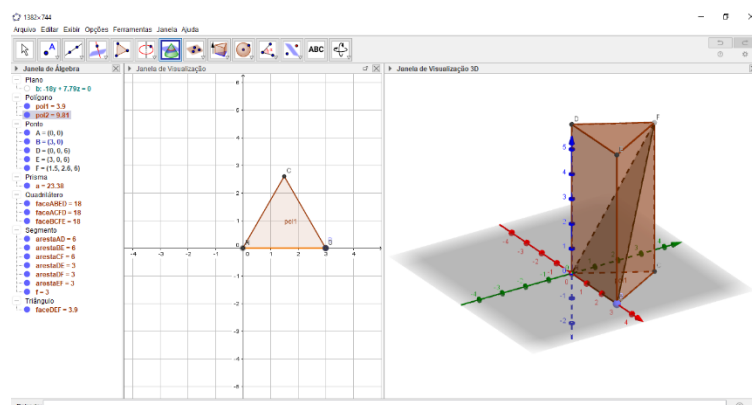 1382×744
Arquivo Editar Exibir Opções Ferramentas Janela Ajuda
ABC
Janela de Álgebra
Janela de Visualização
Janela de Visualização 3D
Plano
b: -18y + 7.79z = 0
Polígono
pol1 = 3.9
pol2 = 9.81
Ponto
A = (0, 0)
B = (3, 0)
D = (0, 0, 6)
E = (3, 0, 6)
F = (1.5, 2.6, 6)
Prisma
a = 23.38
Quadrilátero
faceABED = 18
faceACFD = 18
faceBCFE = 18
Segmento
arestaAD = 6
arestaBE = 6
arestaCF = 6
arestaDE = 3
arestaDF = 3
arestaEF = 3
f = 3
Triângulo
faceDEF = 3.9
C
pol1
A
B
D
F